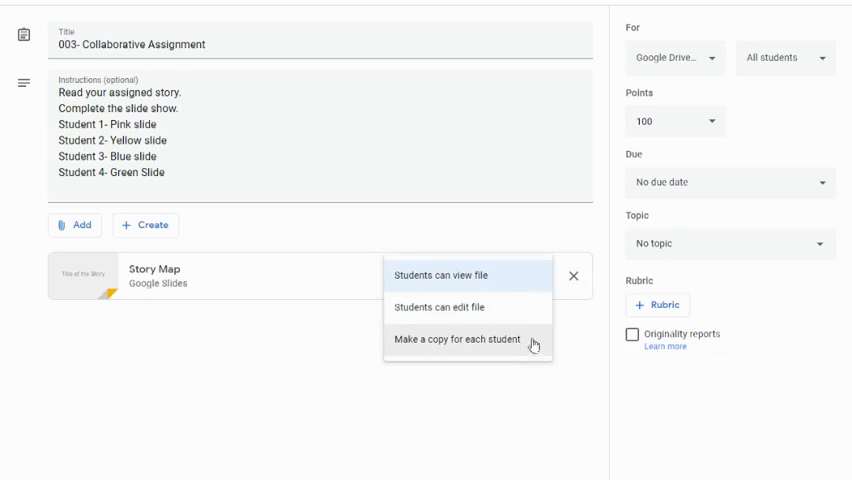 Title
003- Collaborative Assignment
Instructions (optional)
Read your assigned story.
Complete the slide show.
Student 1- Pink slide
Student 2- Yellow slide
Student 3- Blue slide
Student 4- Green Slide
Add
Create
Title of the Story
Story Map
Google Slides
Students can view file
Students can edit file
Make a copy for each student
For
Google Drive...
All students
Points
100
Due
No due date
Topic
No topic
Rubric
Rubric
Originality reports
Learn more